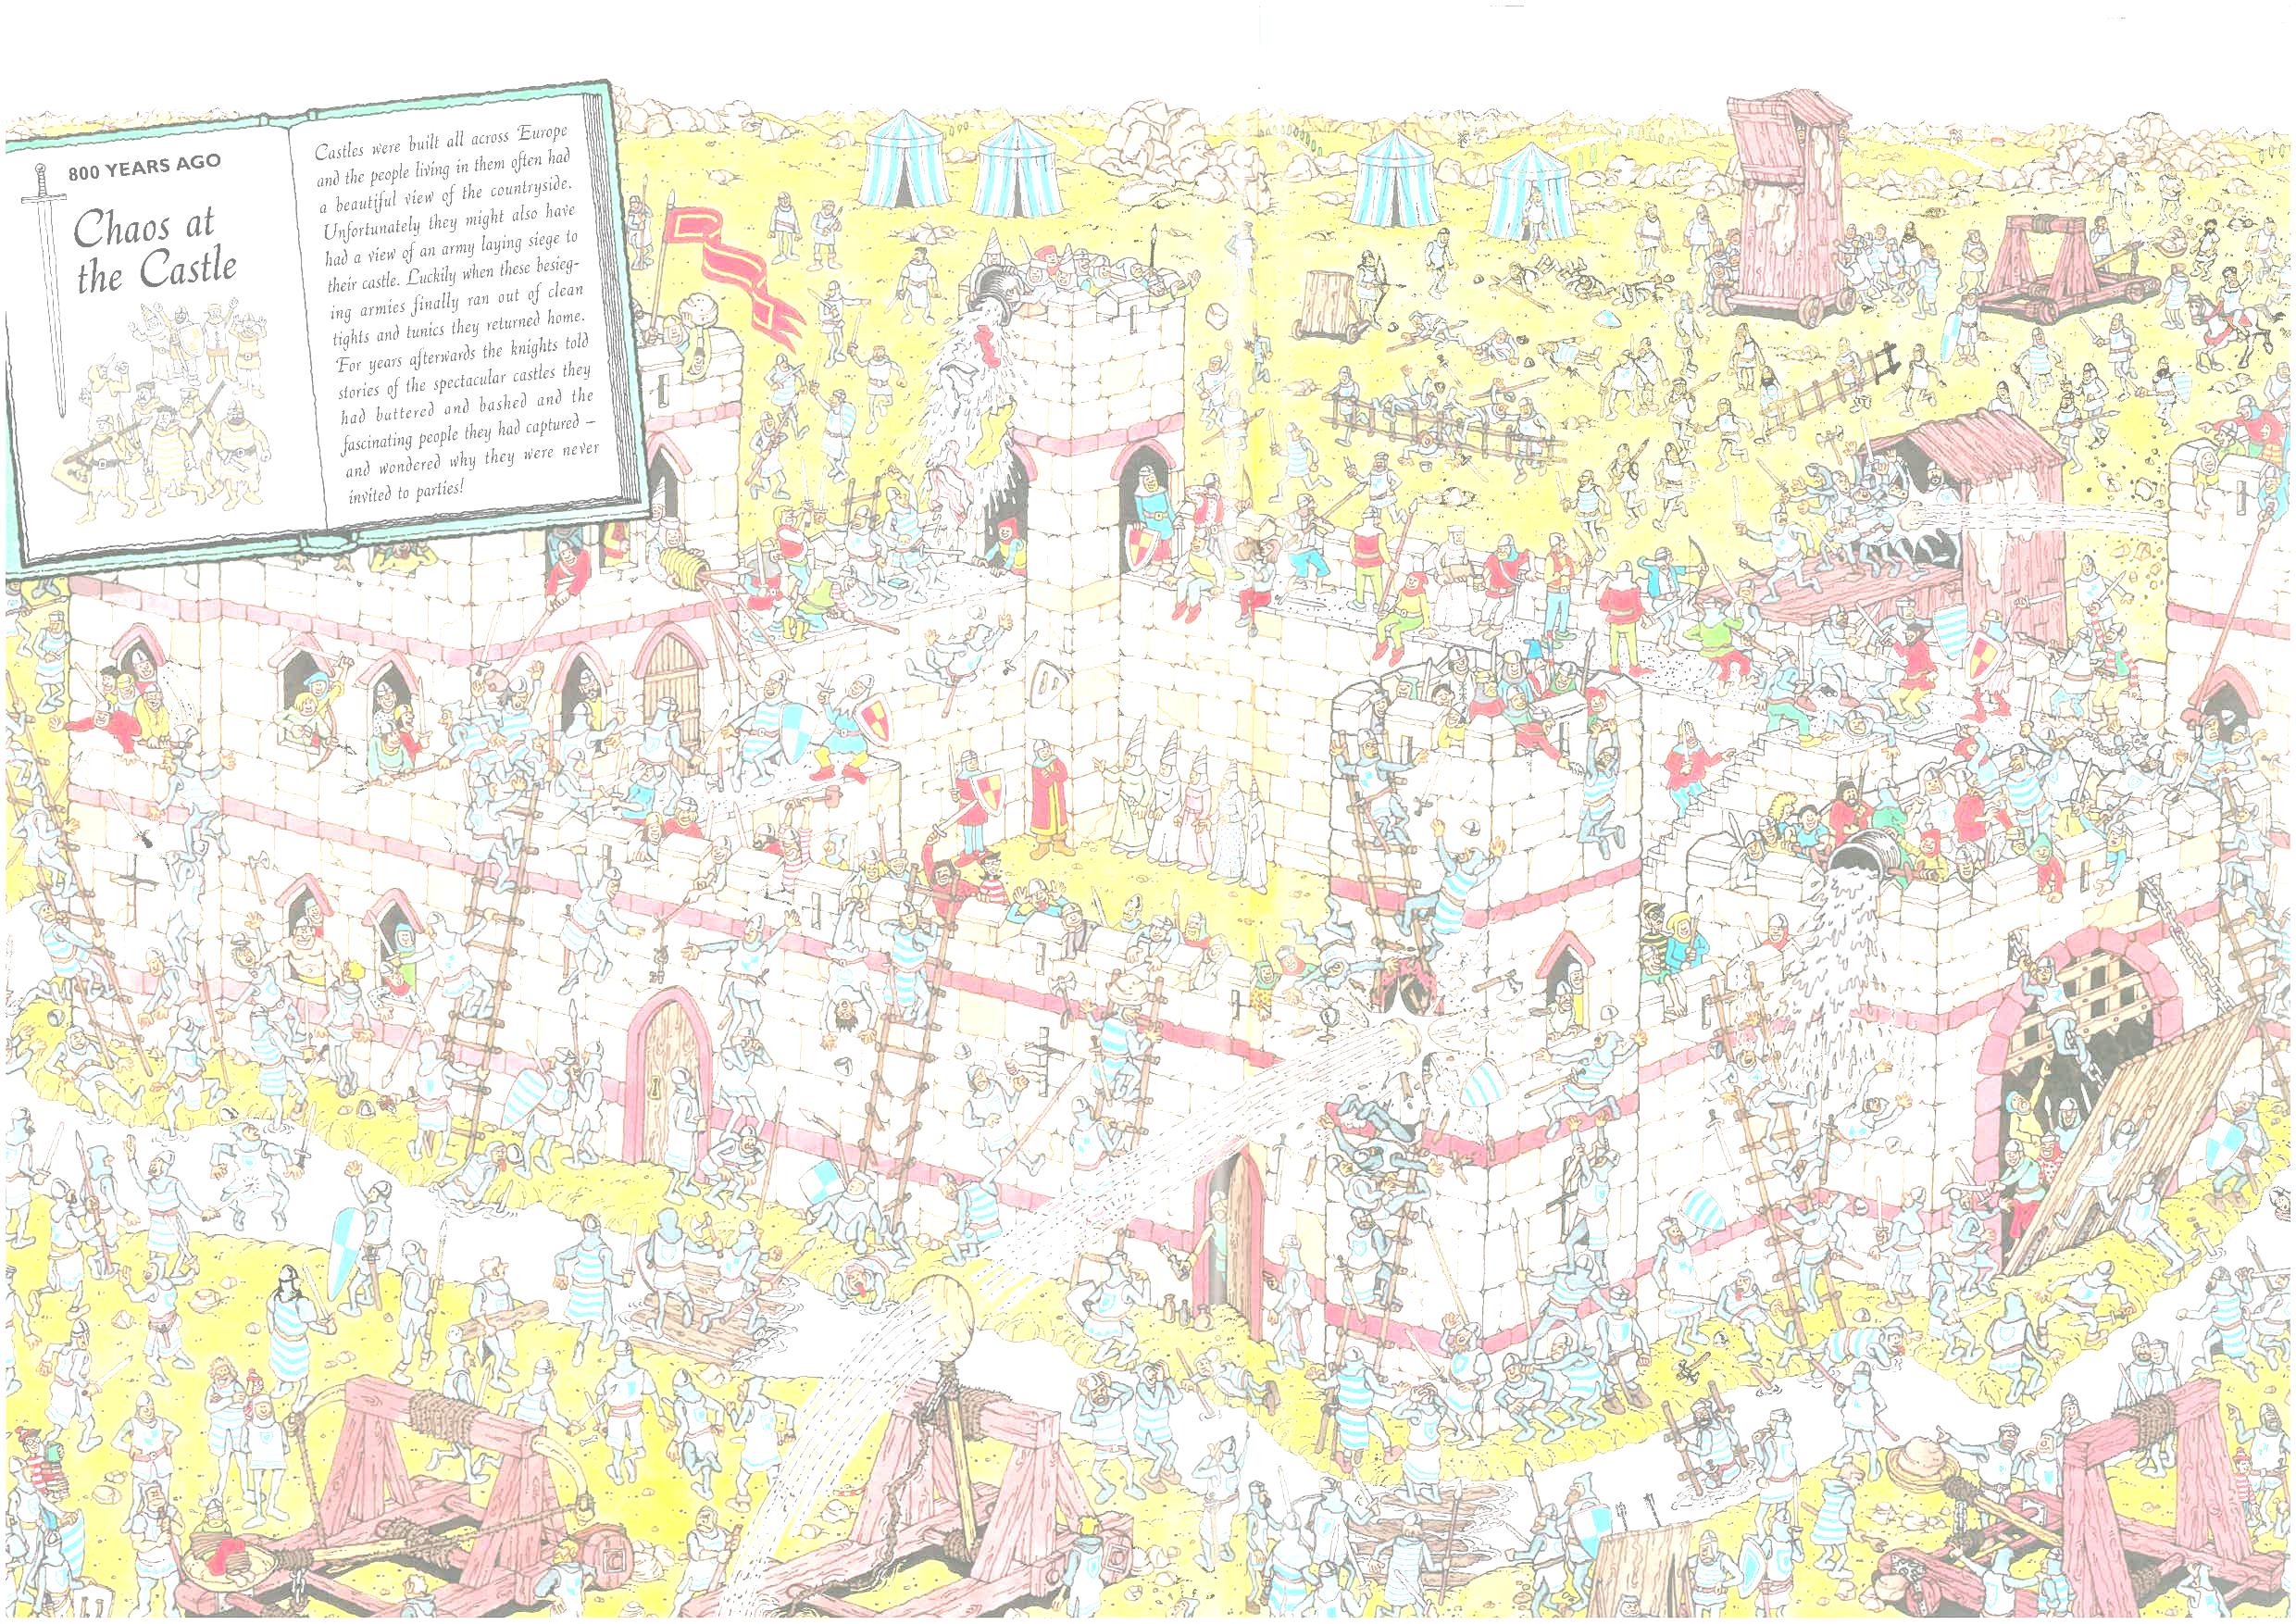 800 YEARS AGO
Chaos at
the Castle
Castles were built all across Europe
and the people living in them often had
a beautiful view of the countryside.
Unfortunately they might also have
had a view of an army laying siege to
their castle. Luckily when these besieg-
ing armies finally ran out of clean
tights and tunics they returned home.
For years afterwards the knights told
stories of the spectacular castles they
had battered and bashed and the
fascinating people they had captured –
and wondered why they were never
invited to parties!